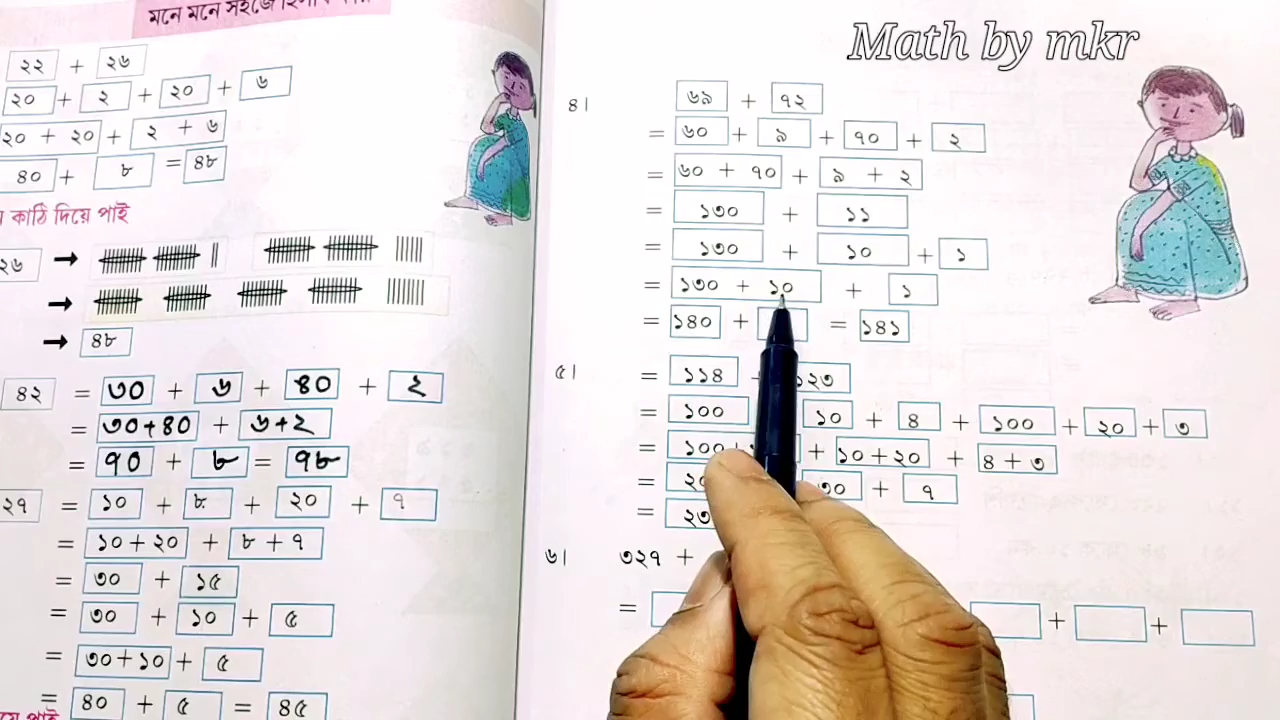 মনে মনে সহজে
২২ + ২৬
২০ + ২ + ২০ + ৬
২০ + ২০ + ২ + ৬
৪০ + ৮ = ৪৮
কাঠি দিয়ে পাই
২৬ →
→
→ ৪৮
৪২ = ৩০ + ৬ + ৪০ + ২
= ৩০+৪০ + ৬+২
= ৭০ + ৮ = ৭৮
২৭ = ১০ + ৮ + ২০ + ৭
= ১০+২০ + ৮ + ৭
= ৩০ + ১৫
= ৩০ + ১০ + ৫
= ৩০+১০ + ৫
= ৪০ + ৫ = ৪৫
পাই
Math by mkr
৪। ৬৯ + ৭২
= ৬০ + ৯ + ৭০ + ২
= ৬০ + ৭০ + ৯ + ২
= ১৩০ + ১১
= ১৩০ + ১০ + ১
= ১৩০ + ১০ + ১
= ১৪০ + = ১৪১
৫। = ১১৪ ১২৩
= ১০০ ১০ + ৪ + ১০০ + ২০ + ৩
= ১০০+ + ১০+২০ + ৪ + ৩
= ৩০ + ৭
=
৬। ৩২৭ +
= + +